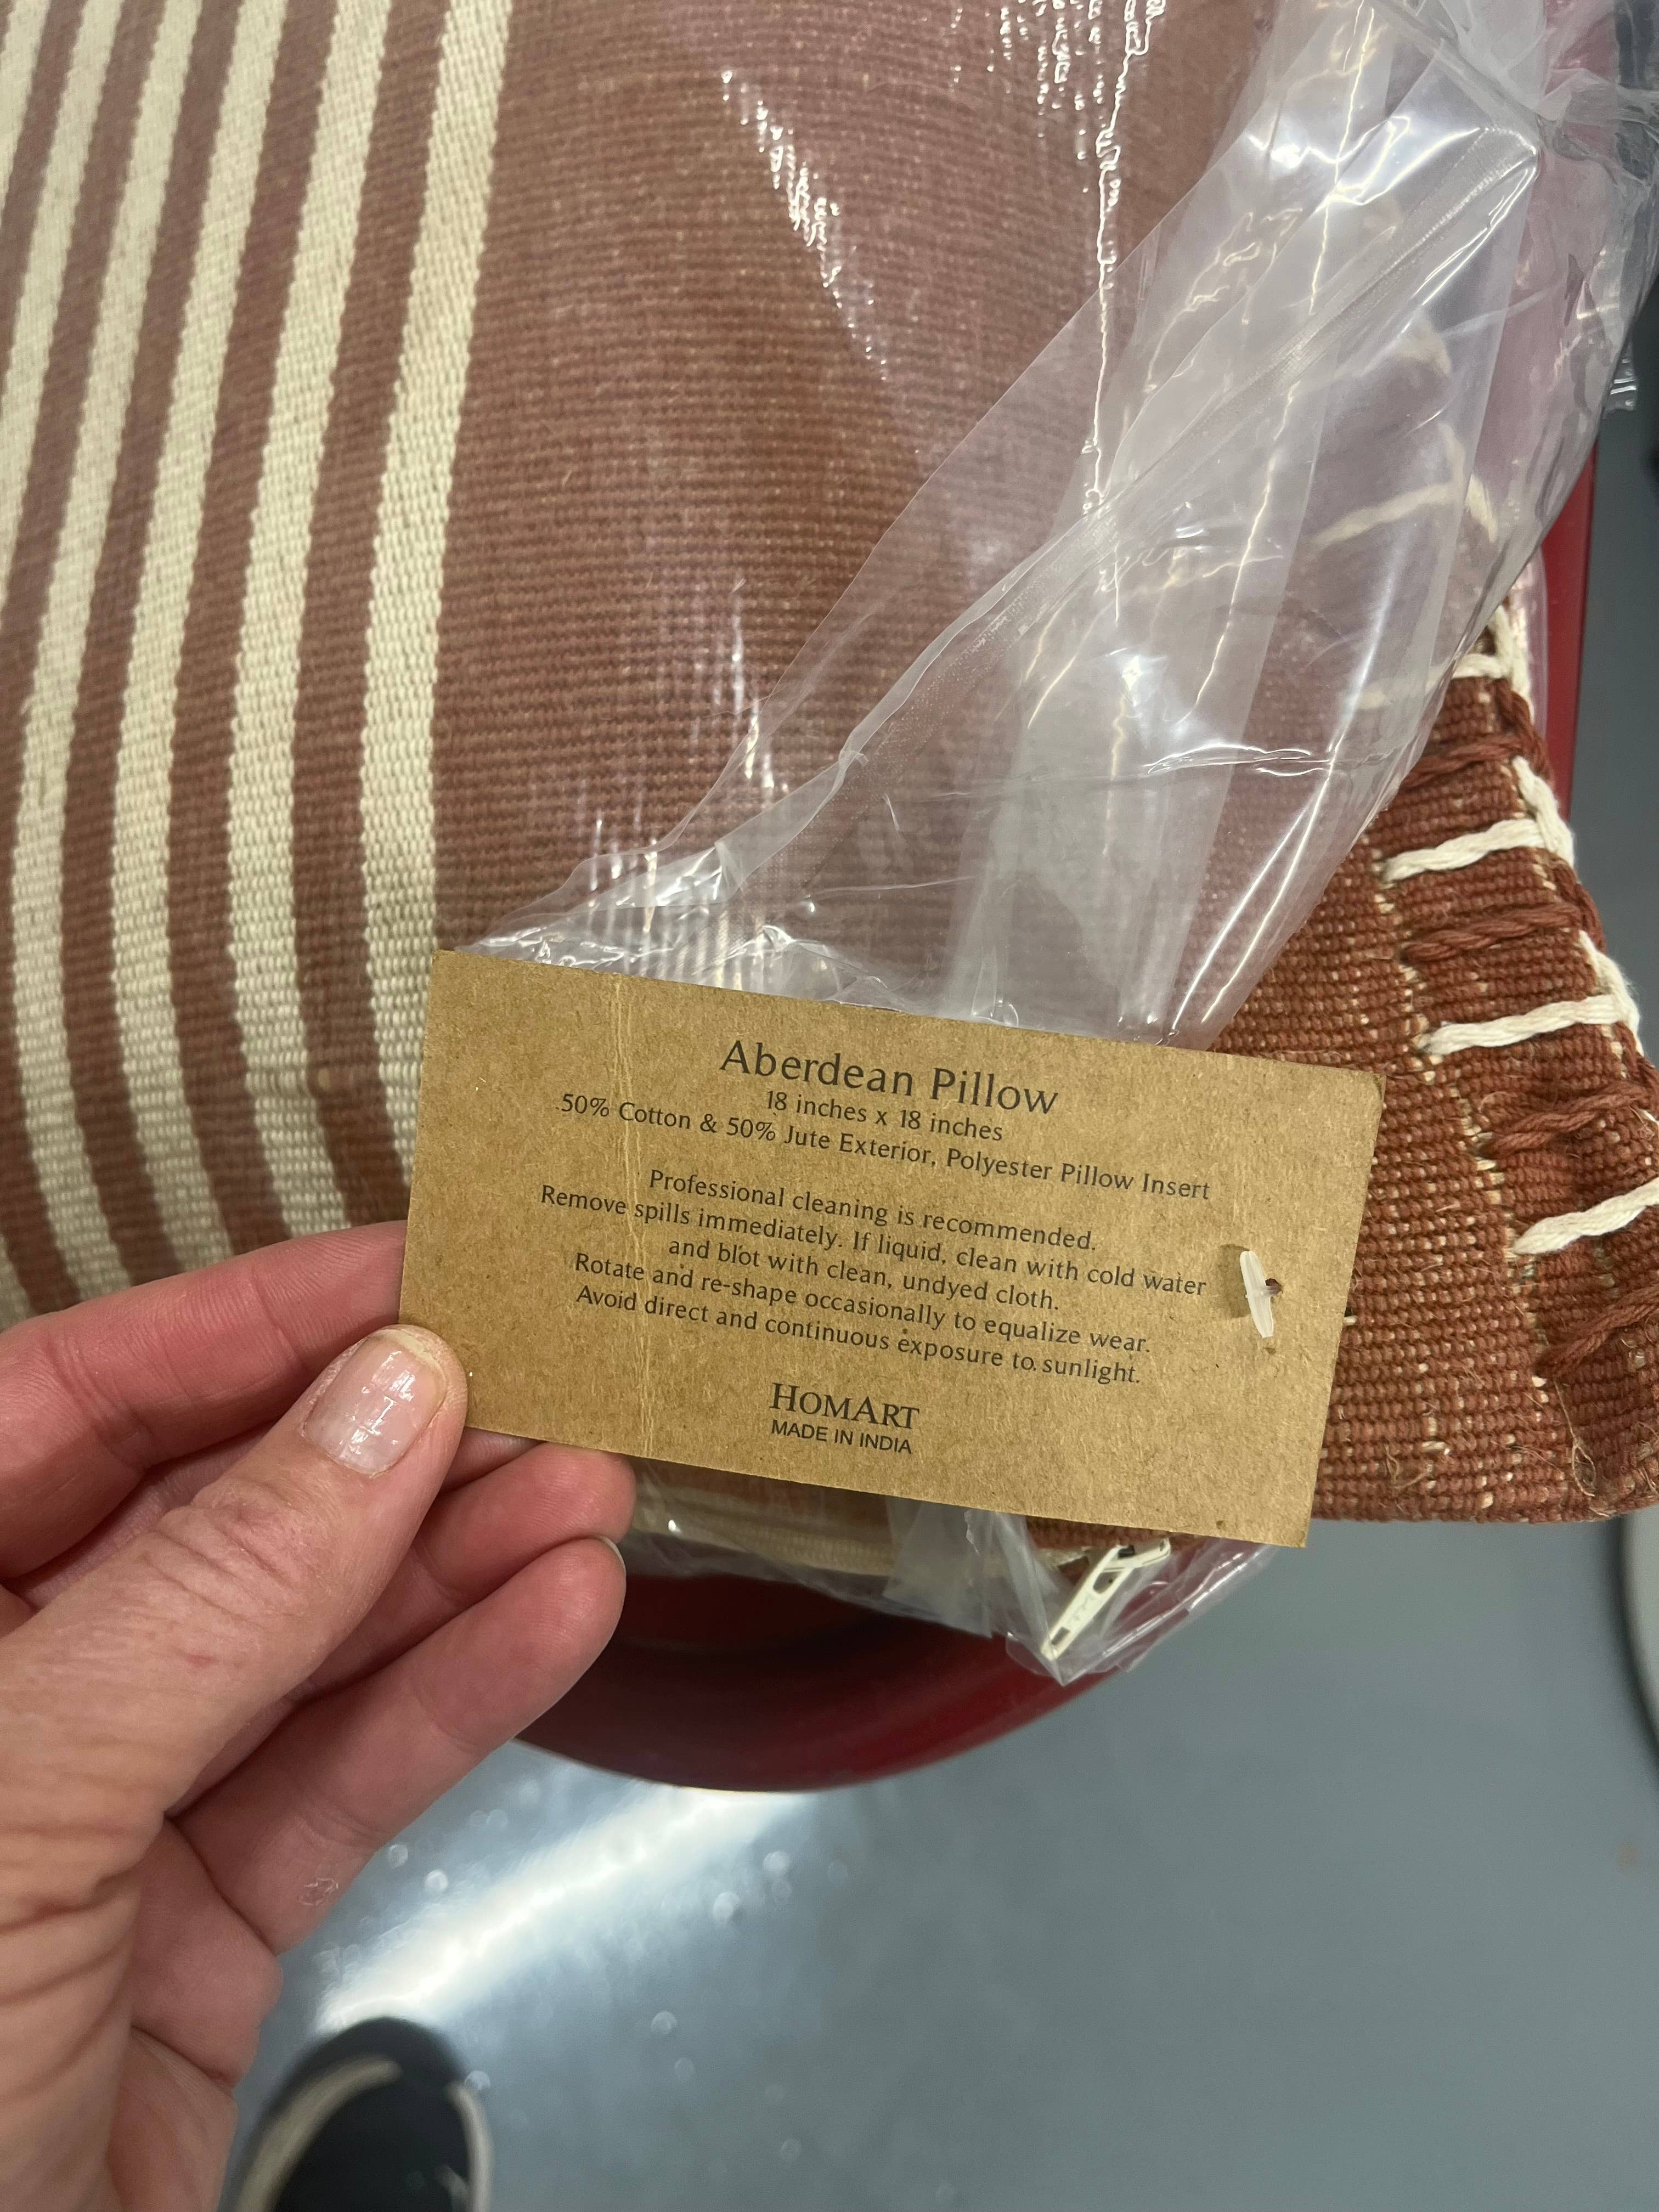 Aberdean Pillow
18 inches x 18 inches
50% Cotton & 50% Jute Exterior, Polyester Pillow Insert
Professional cleaning is recommended.
Remove spills immediately. If liquid, clean with cold water
and blot with clean, undyed cloth.
Rotate and re-shape occasionally to equalize wear.
Avoid direct and continuous exposure to sunlight.
HOMART
MADE IN INDIA